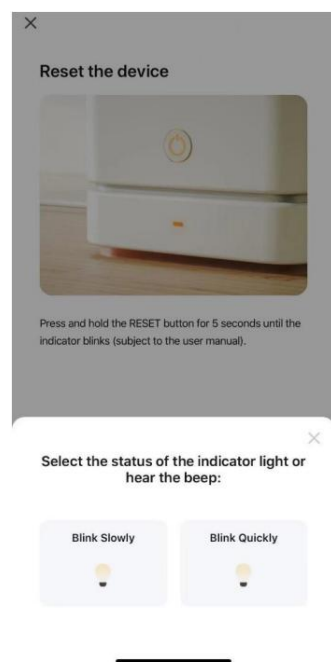 Reset the device
Press and hold the RESET button for 5 seconds until the
indicator blinks (subject to the user manual).
Select the status of the indicator light or
hear the beep:
Blink Slowly
Blink Quickly